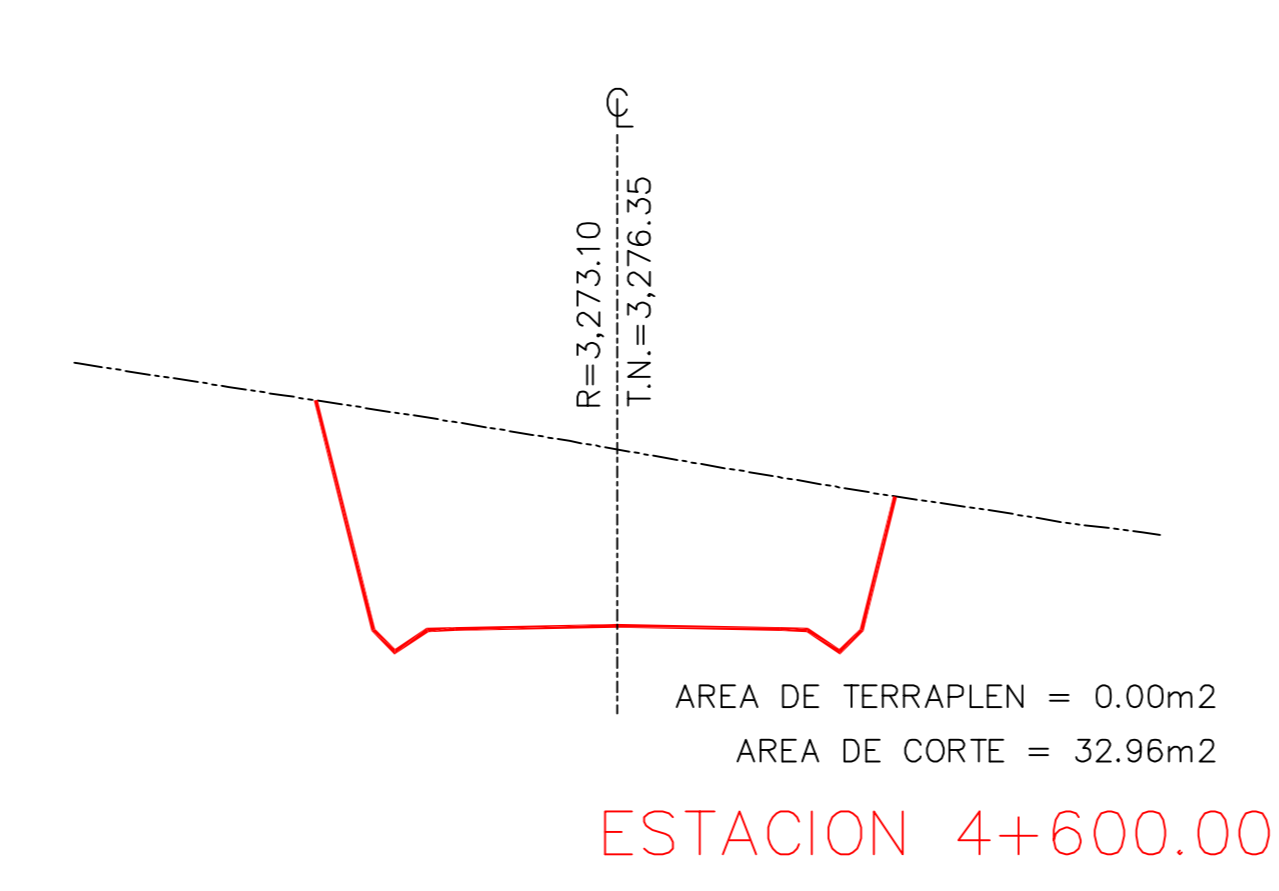 ℄
R=3,273.10
T.N.=3,276.35
AREA DE TERRAPLEN = 0.00m2
AREA DE CORTE = 32.96m2
ESTACION 4+600.00